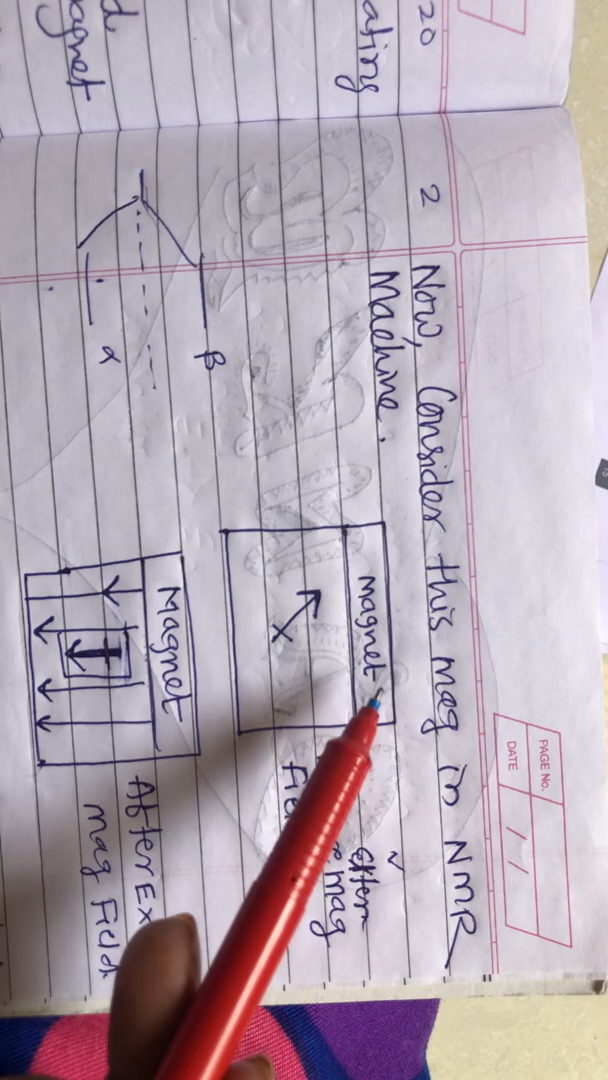 20
ating
d
agnet
PAGE No.
DATE / /
2 Now, Consider this mag in NMR
Machine.
Magnet
extern
mag
β
α
Magnet
After Ex
mag Field